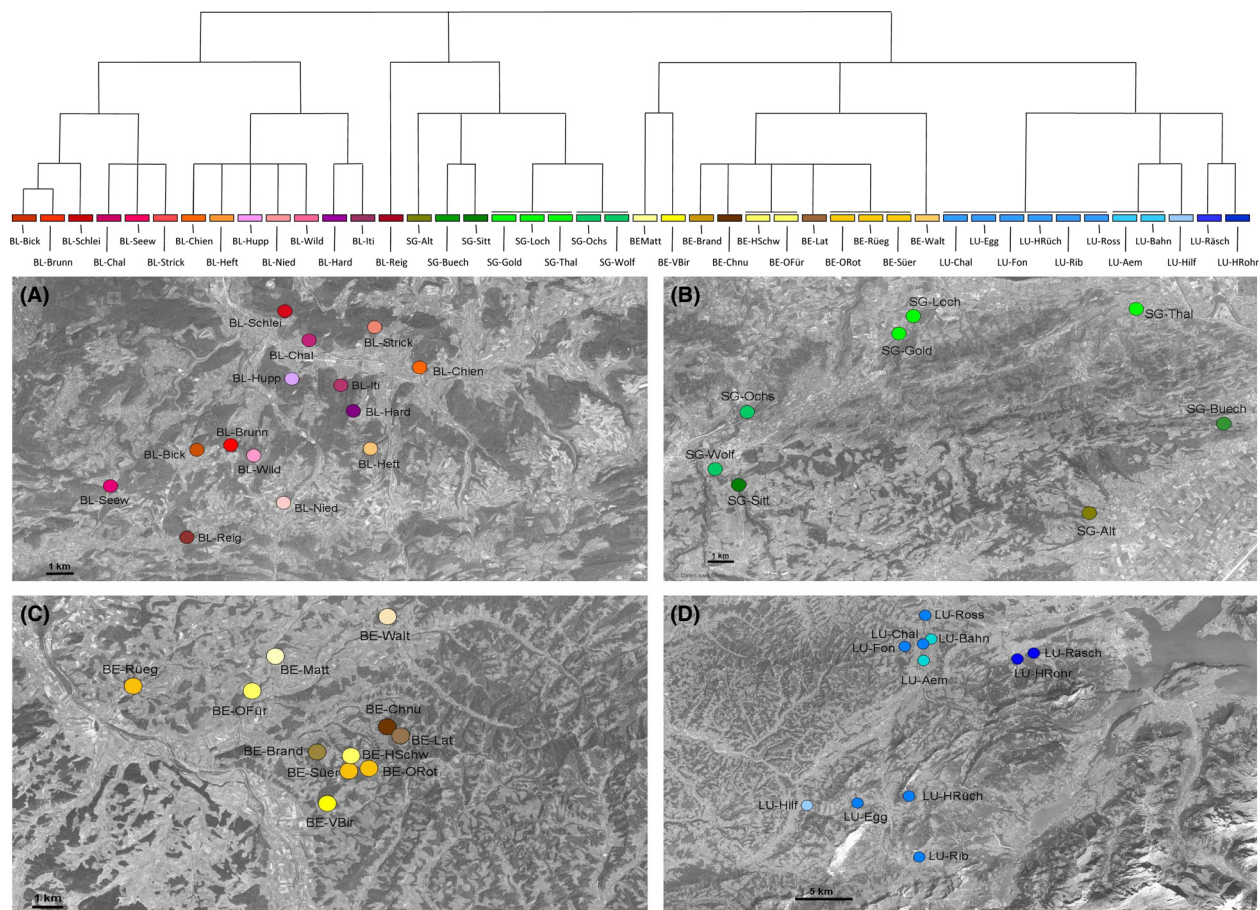 BL-Bick BL-Schlei BL-Seew BL-Chien BL-Hupp BL-Wild BL-Iti SG-Alt SG-Sitt SG-Loch SG-Ochs BEMatt BE-Brand BE-HSchw BE-Lat BE-Rüeg BE-Walt LU-Egg LU-HRüch LU-Ross LU-Bahn LU-Räsch
BL-Brunn BL-Chal BL-Strick BL-Heft BL-Nied BL-Hard BL-Reig SG-Buech SG-Gold SG-Thal SG-Wolf BE-VBir BE-Chnu BE-OFür BE-ORot BE-Süer LU-Chal LU-Fon LU-Rib LU-Aem LU-Hilf LU-HRohr
(A)
BL-Schlei
BL-Strick
BL-Chal
BL-Chien
BL-Hupp
BL-Iti
BL-Hard
BL-Brunn
BL-Bick
BL-Wild
BL-Heft
BL-Seew
BL-Nied
BL-Reig
1 km
(B)
SG-Loch
SG-Thal
SG-Gold
SG-Ochs
SG-Buech
SG-Wolf
SG-Sitt
SG-Alt
1 km
(C)
BE-Walt
BE-Rüeg
BE-Matt
BE-OFür
BE-Chnu
BE-Lat
BE-Brand
BE-HSchw
BE-Süer
BE-ORot
BE-VBir
1 km
(D)
LU-Ross
LU-Chal
LU-Bahn
LU-Fon
LU-Räsch
LU-Aem
LU-HRohr
LU-HRüch
LU-Hilf
LU-Egg
LU-Rib
5 km